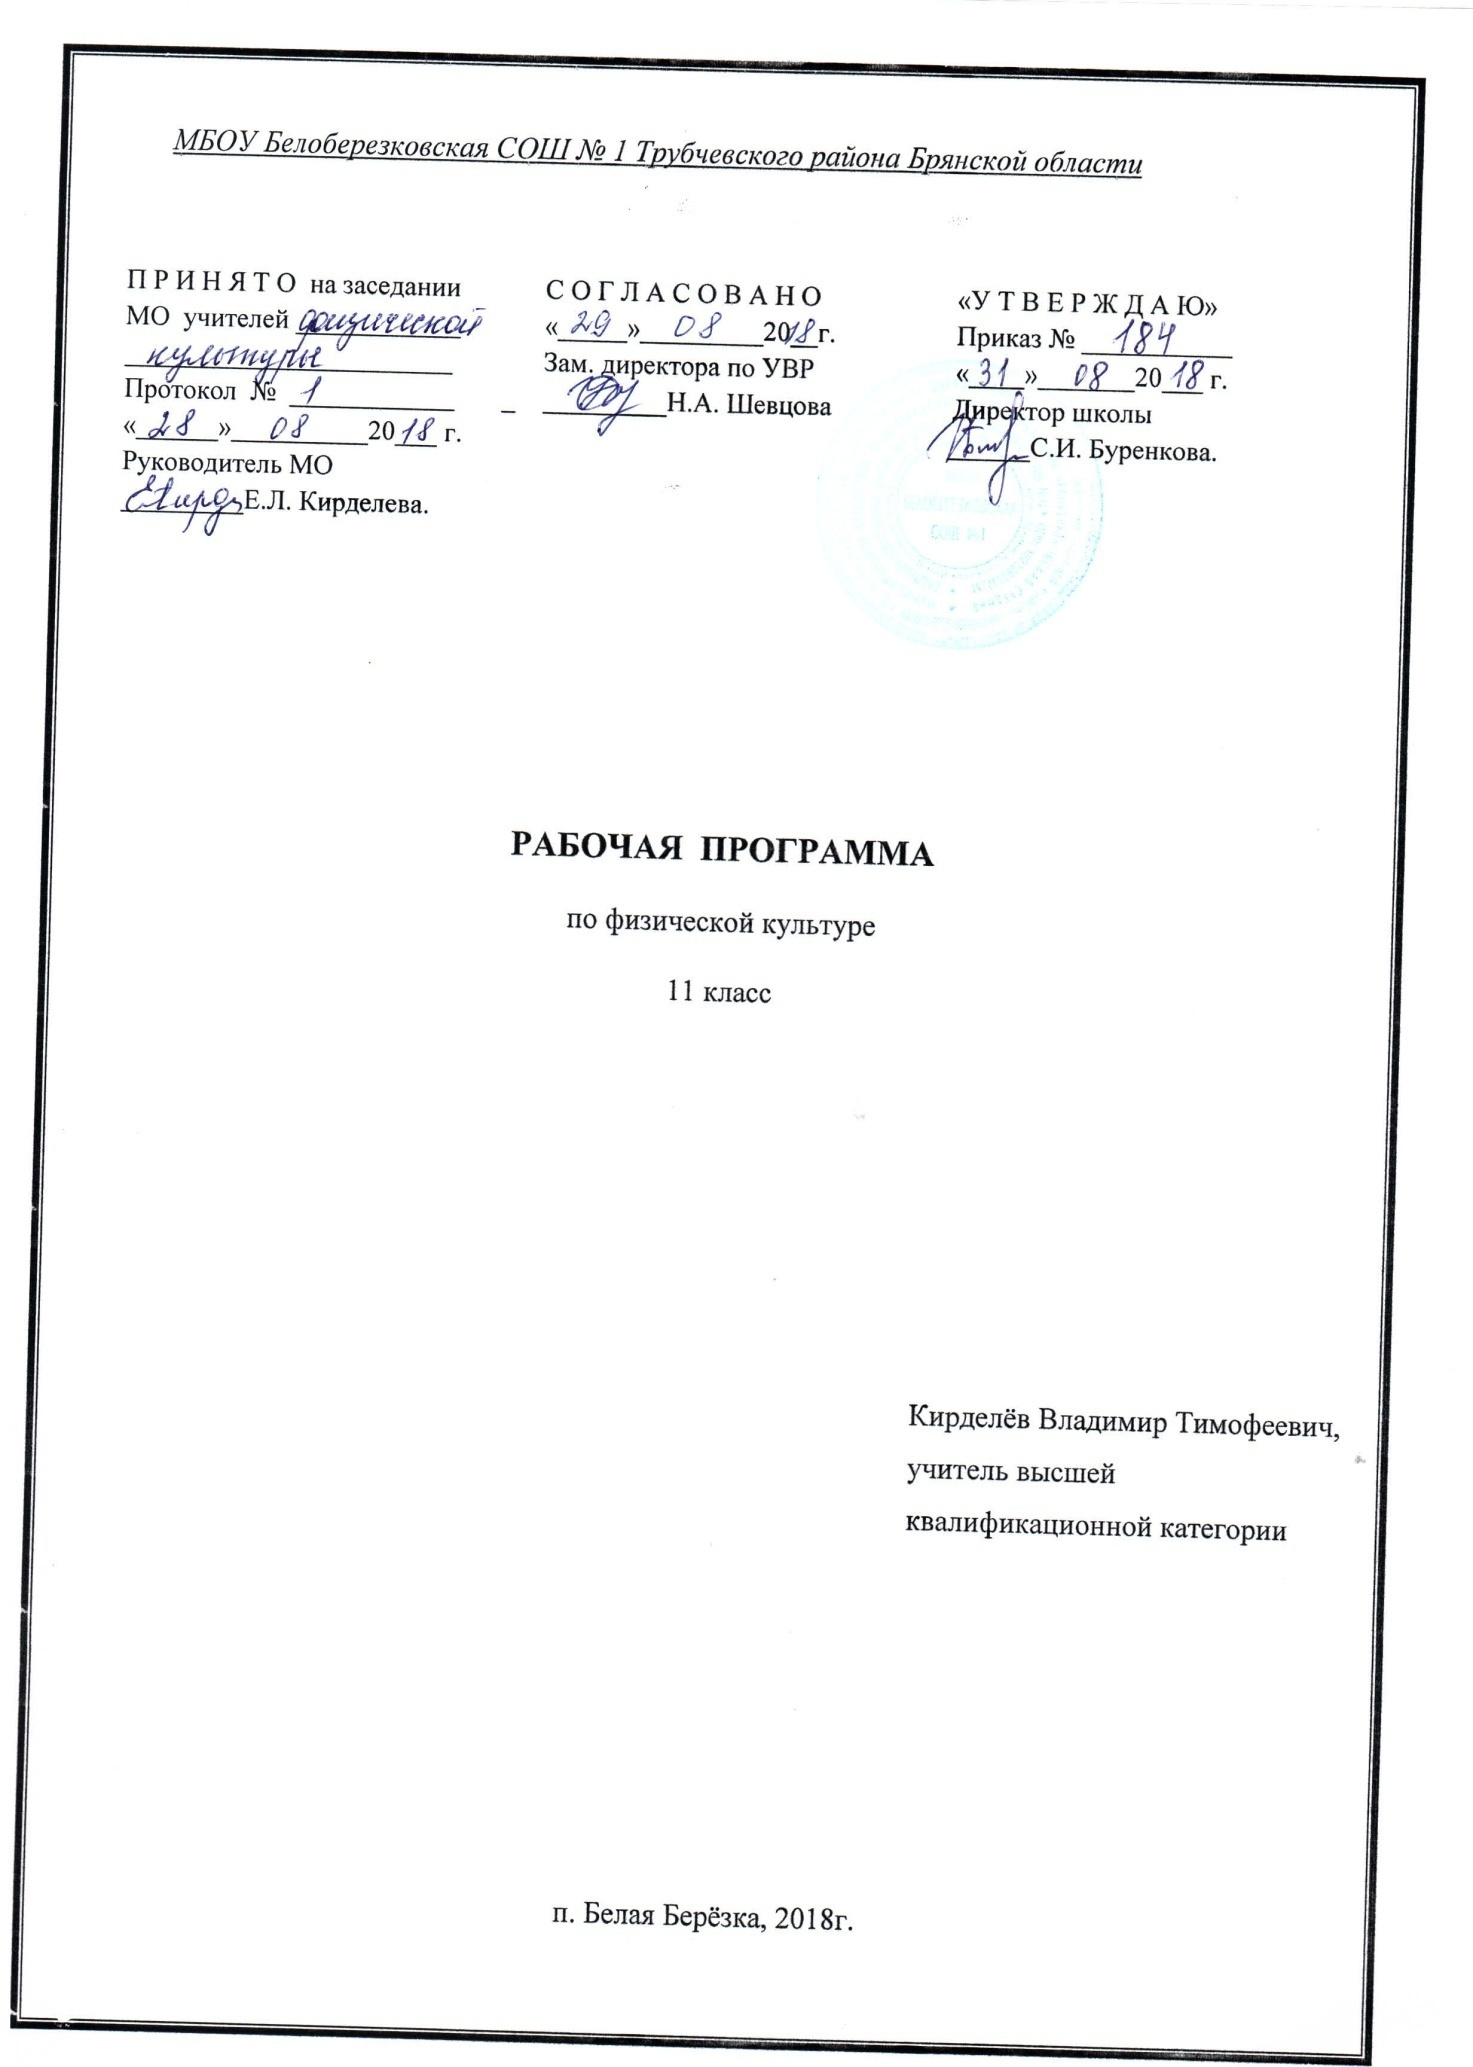 МБОУ Белоберезковская СОШ № 1 Трубчевского района Брянской области
П Р И Н Я Т О на заседании
МО учителей физической
культуры
Протокол № 1
«28» 08 2018 г.
Руководитель МО
Е.Л. Кирделева.
С О Г Л А С О В А Н О
«29» 08 2018г.
Зам. директора по УВР
Н.А. Шевцова
«У Т В Е Р Ж Д А Ю»
Приказ № 184
«31» 08 2018 г.
Директор школы
С.И. Буренкова.
РАБОЧАЯ ПРОГРАММА
по физической культуре
11 класс
Кирделёв Владимир Тимофеевич,
учитель высшей
квалификационной категории
п. Белая Берёзка, 2018г.